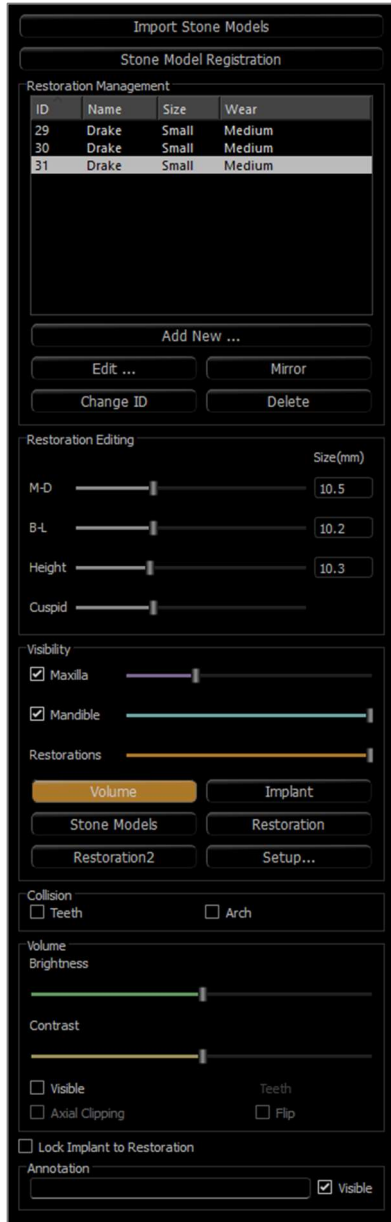 Import Stone Models
Stone Model Registration
Restoration Management
ID Name Size Wear
29 Drake Small Medium
30 Drake Small Medium
31 Drake Small Medium
Add New ...
Edit ... Mirror
Change ID Delete
Restoration Editing
Size(mm)
M-D 10.5
B-L 10.2
Height 10.3
Cuspid
Visibility
Maxilla
Mandible
Restorations
Volume Implant
Stone Models Restoration
Restoration2 Setup...
Collision
Teeth Arch
Volume
Brightness
Contrast
Visible Teeth
Axial Clipping Flip
Lock Implant to Restoration
Annotation
Visible